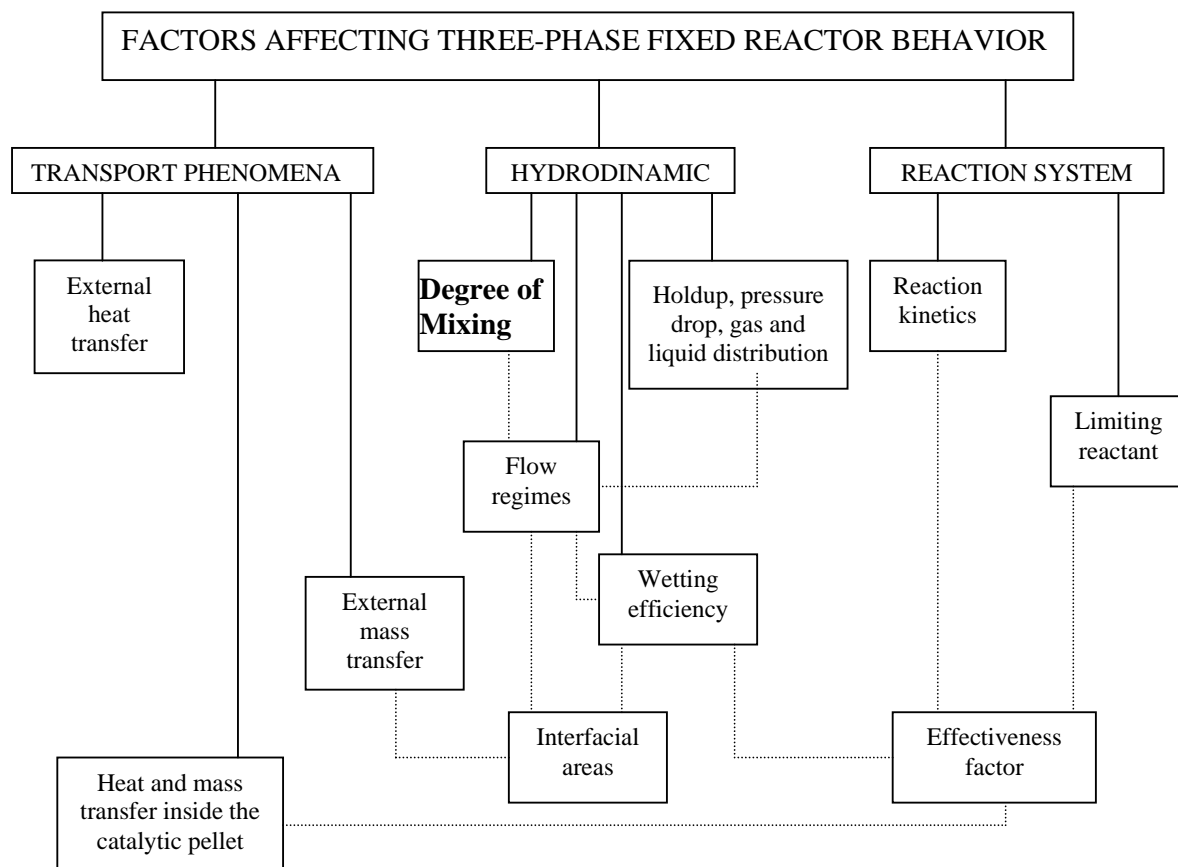 FACTORS AFFECTING THREE-PHASE FIXED REACTOR BEHAVIOR
TRANSPORT PHENOMENA
HYDRODINAMIC
REACTION SYSTEM
External
heat
transfer
Degree of
Mixing
Holdup, pressure
drop, gas and
liquid distribution
Reaction
kinetics
Limiting
reactant
Flow
regimes
Wetting
efficiency
External
mass
transfer
Interfacial
areas
Effectiveness
factor
Heat and mass
transfer inside the
catalytic pellet